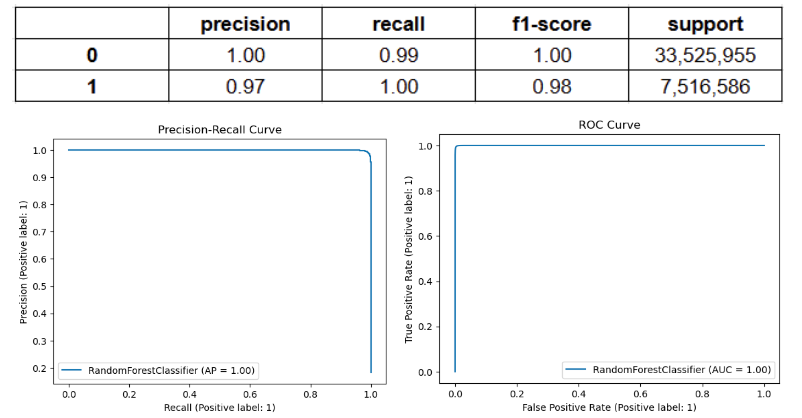 precision recall f1-score support
0 1.00 0.99 1.00 33,525,955
1 0.97 1.00 0.98 7,516,586
Precision-Recall Curve
Precision (Positive label: 1)
1.0
0.9
0.8
0.7
0.6
0.5
0.4
0.3
0.2
RandomForestClassifier (AP = 1.00)
0.0 0.2 0.4 0.6 0.8 1.0
Recall (Positive label: 1)
ROC Curve
True Positive Rate (Positive label: 1)
1.0
0.8
0.6
0.4
0.2
0.0
RandomForestClassifier (AUC = 1.00)
0.0 0.2 0.4 0.6 0.8 1.0
False Positive Rate (Positive label: 1)